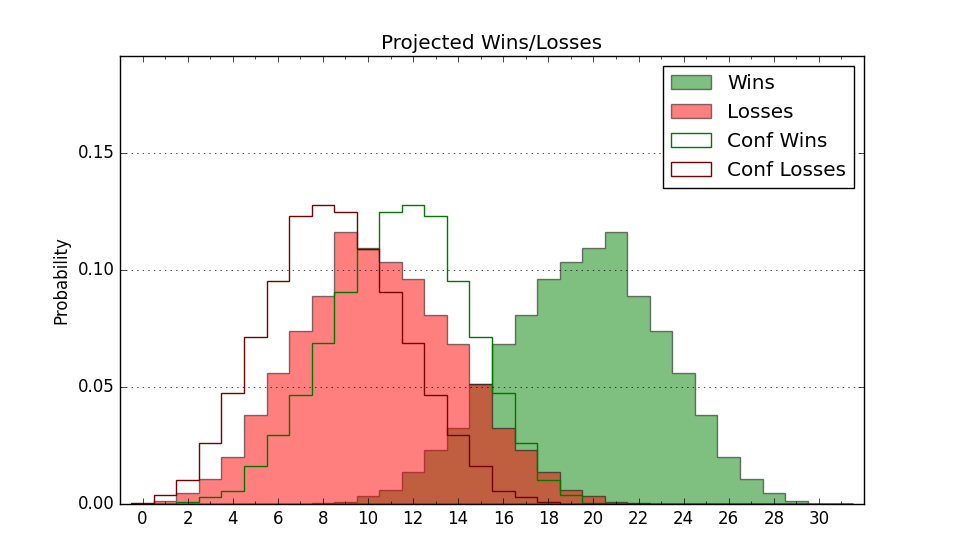 Projected Wins/Losses
Wins
Losses
Conf Wins
Conf Losses
Probability
0.15
0.10
0.05
0.00
0 2 4 6 8 10 12 14 16 18 20 22 24 26 28 30